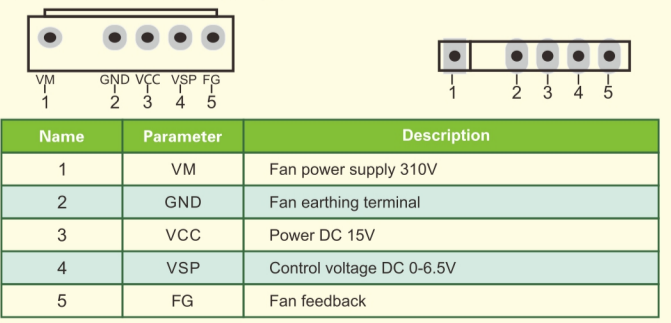 VM GND VCC VSP FG
1 2 3 4 5
1 2 3 4 5
Name Parameter Description
1 VM Fan power supply 310V
2 GND Fan earthing terminal
3 VCC Power DC 15V
4 VSP Control voltage DC 0-6.5V
5 FG Fan feedback